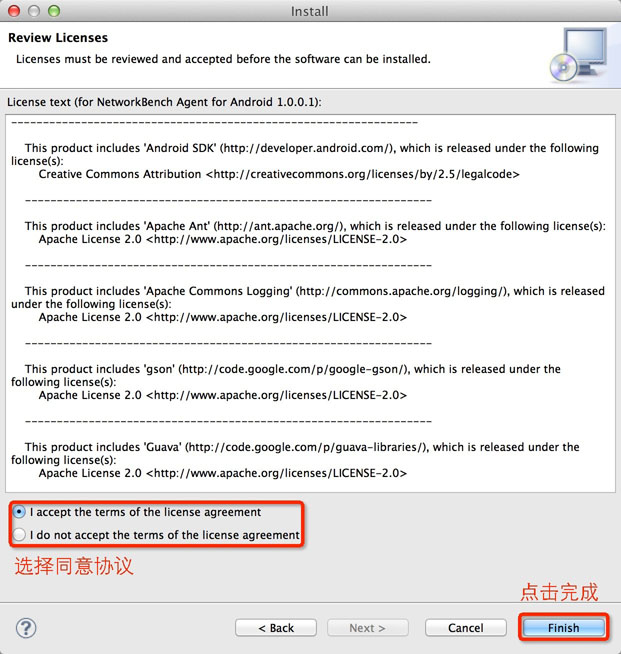 Install
Review Licenses
Licenses must be reviewed and accepted before the software can be installed.
License text (for NetworkBench Agent for Android 1.0.0.1):
----------------------------------------------------------------
This product includes 'Android SDK' (http://developer.android.com/), which is released under the following
license(s):
Creative Commons Attribution <http://creativecommons.org/licenses/by/2.5/legalcode>
----------------------------------------------------------------
This product includes 'Apache Ant' (http://ant.apache.org/), which is released under the following license(s):
Apache License 2.0 <http://www.apache.org/licenses/LICENSE-2.0>
----------------------------------------------------------------
This product includes 'Apache Commons Logging' (http://commons.apache.org/logging/), which is released
under the following license(s):
Apache License 2.0 <http://www.apache.org/licenses/LICENSE-2.0>
----------------------------------------------------------------
This product includes 'gson' (http://code.google.com/p/google-gson/), which is released under the
following license(s):
Apache License 2.0 <http://www.apache.org/licenses/LICENSE-2.0>
----------------------------------------------------------------
This product includes 'Guava' (http://code.google.com/p/guava-libraries/), which is released under the
following license(s):
Apache License 2.0 <http://www.apache.org/licenses/LICENSE-2.0>
I accept the terms of the license agreement
I do not accept the terms of the license agreement
选择同意协议
点击完成
? < Back Next > Cancel Finish